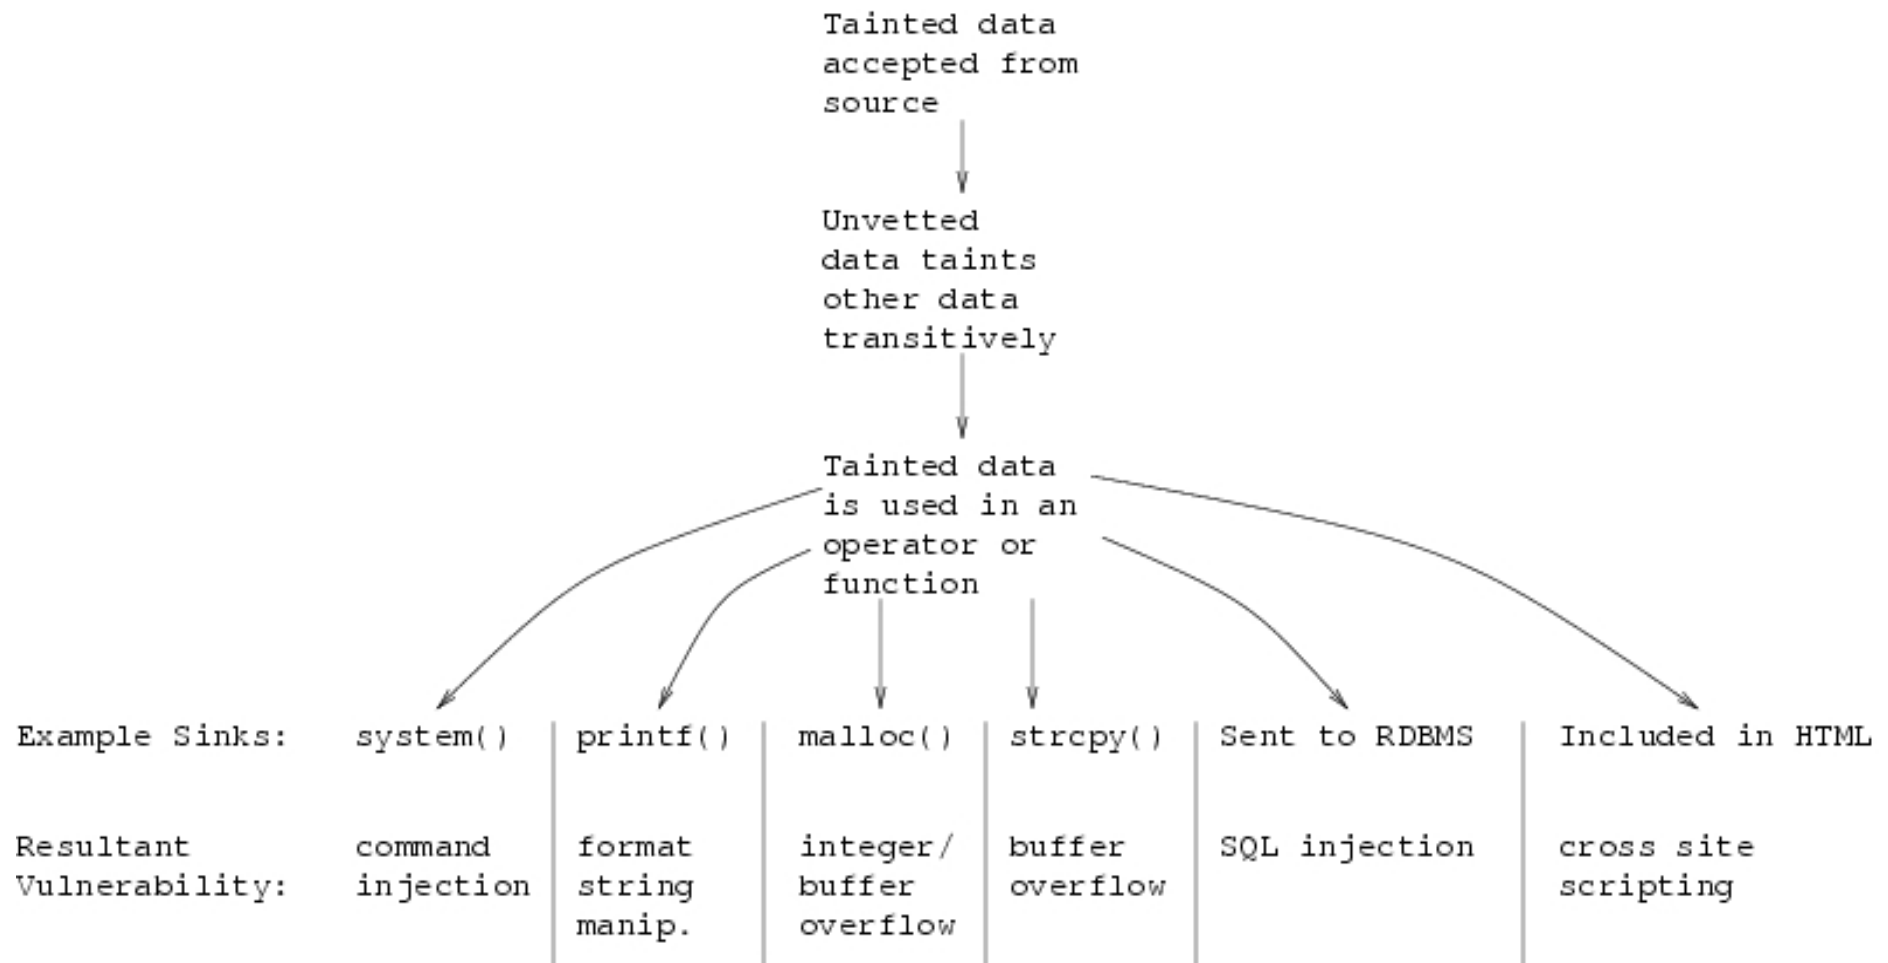 Tainted data
accepted from
source
Unvetted
data taints
other data
transitively
Tainted data
is used in an
operator or
function
Example Sinks: system() printf() malloc() strcpy() Sent to RDBMS Included in HTML
Resultant command format integer/ buffer SQL injection cross site
Vulnerability: injection string buffer overflow scripting
manip. overflow